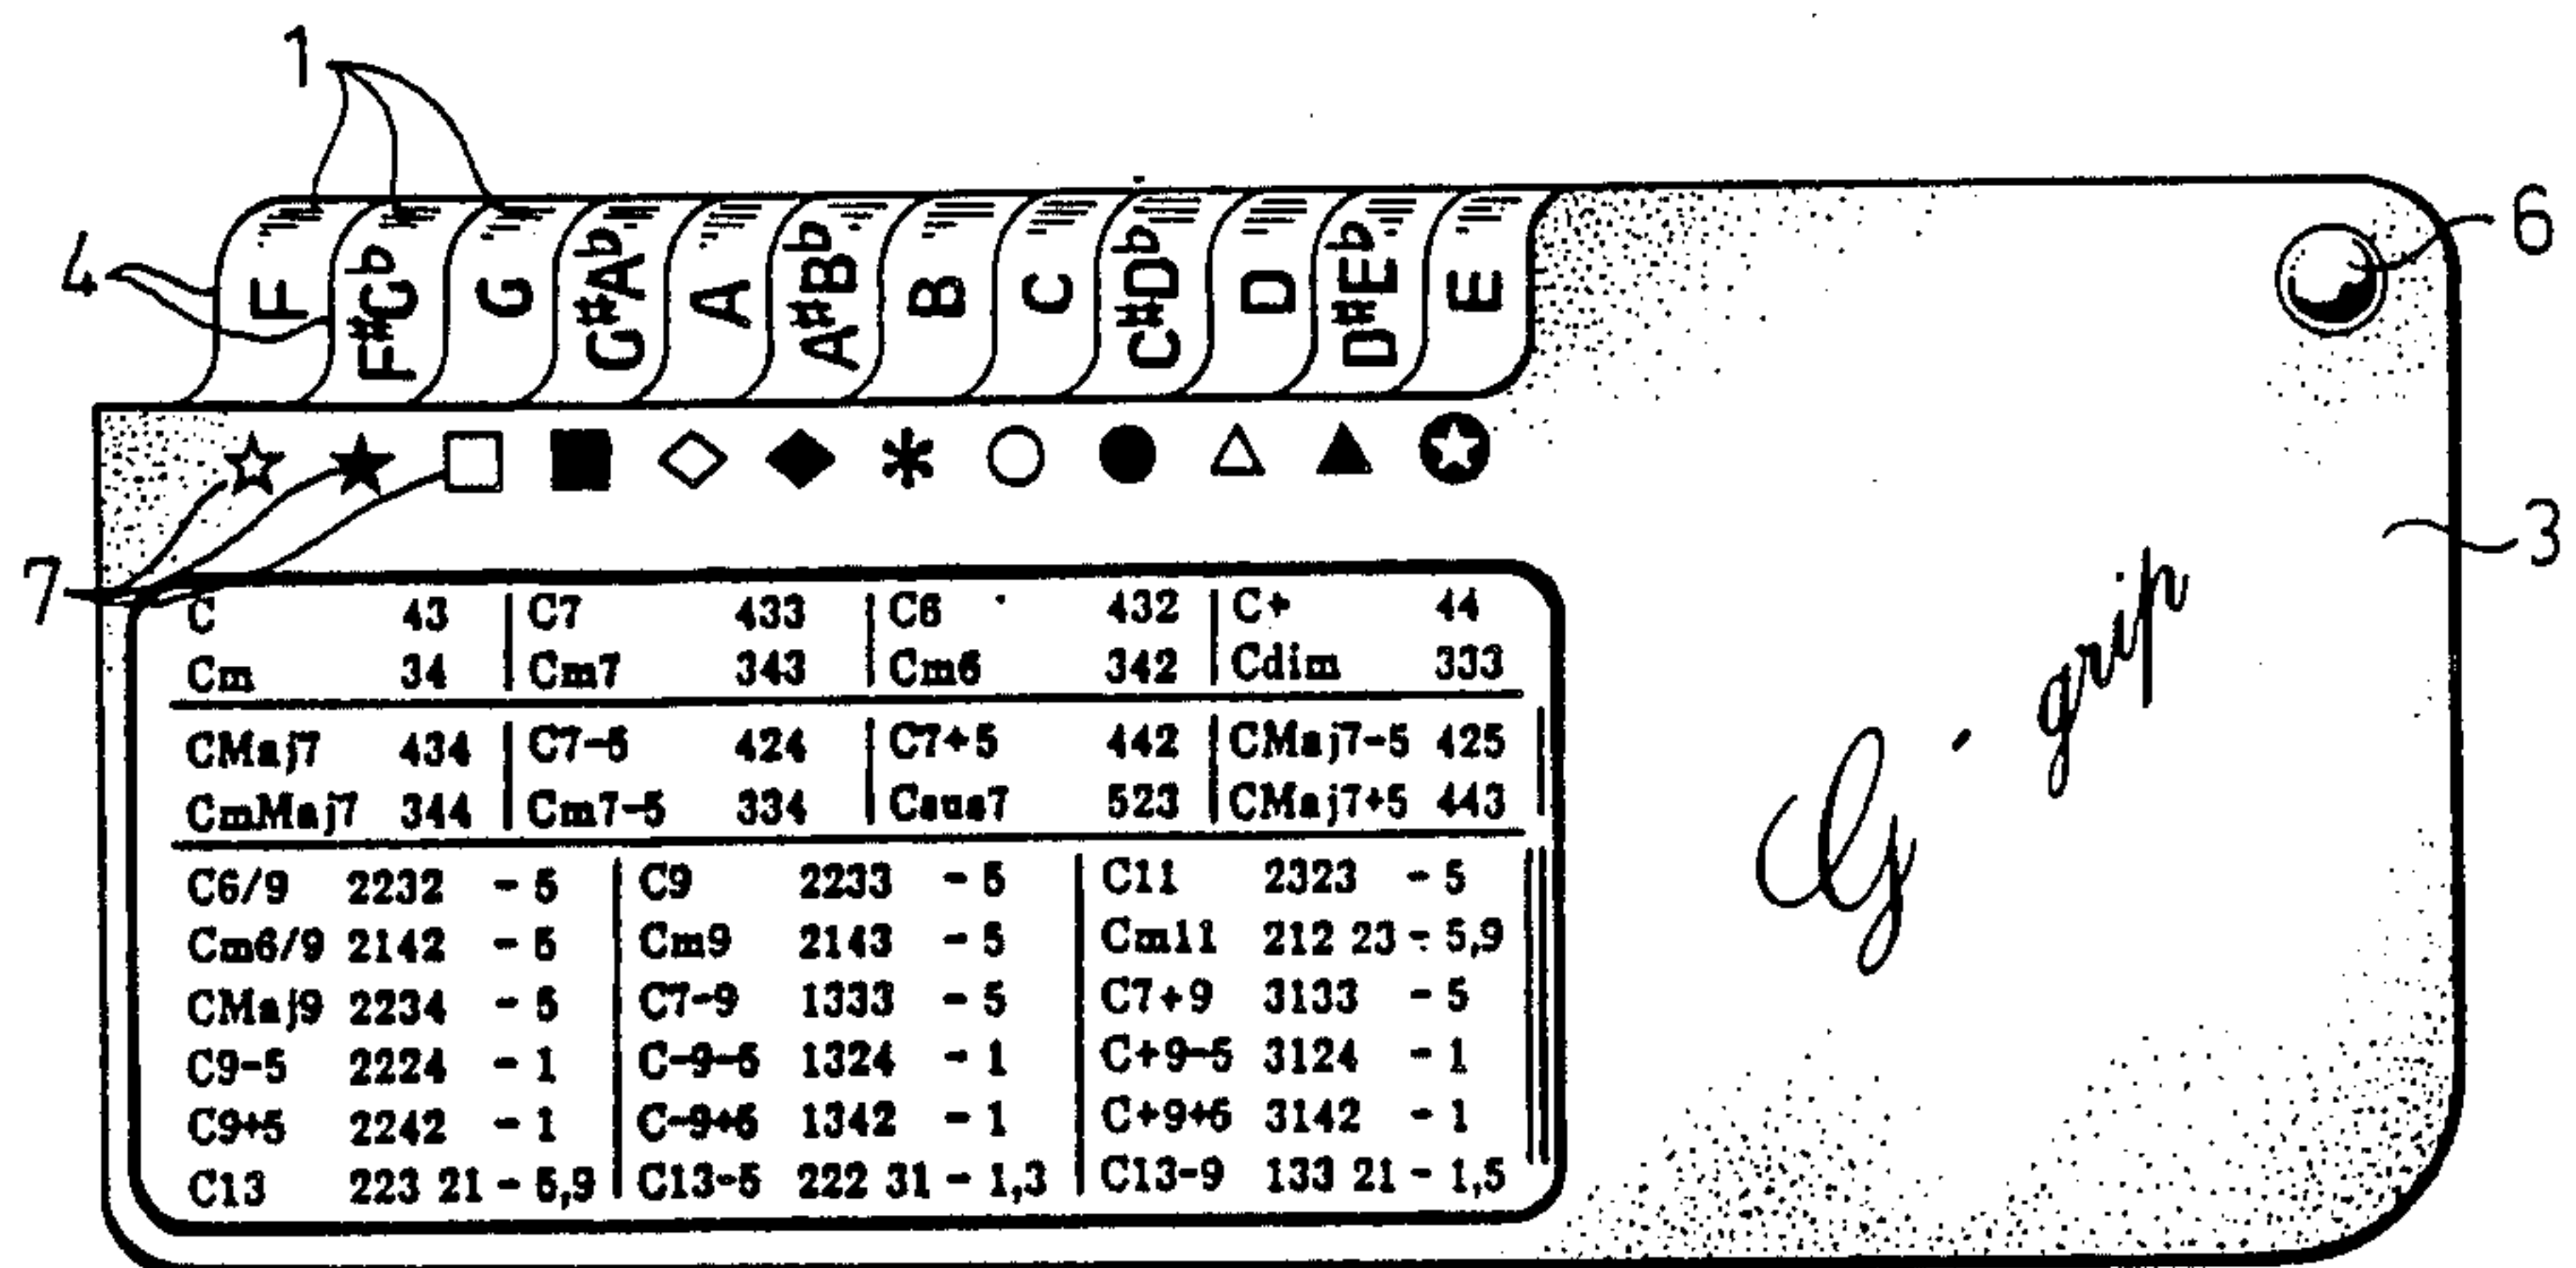 1
4
F F#G♭ G G#A♭ A A#B♭ B C C#D♭ D D#E♭ E
6
3
7
C 43 C7 433 C6 432 C+ 44
Cm 34 Cm7 343 Cm6 342 Cdim 333
CMaj7 434 C7-5 424 C7+5 442 CMaj7-5 425
CmMaj7 344 Cm7-5 334 Csus7 523 CMaj7+5 443
C6/9 2232 - 5 C9 2233 - 5 C11 2323 - 5
Cm6/9 2142 - 5 Cm9 2143 - 5 Cm11 212 23 - 5,9
CMaj9 2234 - 5 C7-9 1333 - 5 C7+9 3133 - 5
C9-5 2224 - 1 C-9-5 1324 - 1 C+9-5 3124 - 1
C9+5 2242 - 1 C-9+5 1342 - 1 C+9+5 3142 - 1
C13 223 21 - 5,9 C13-5 222 31 - 1,3 C13-9 133 21 - 1,5
grip